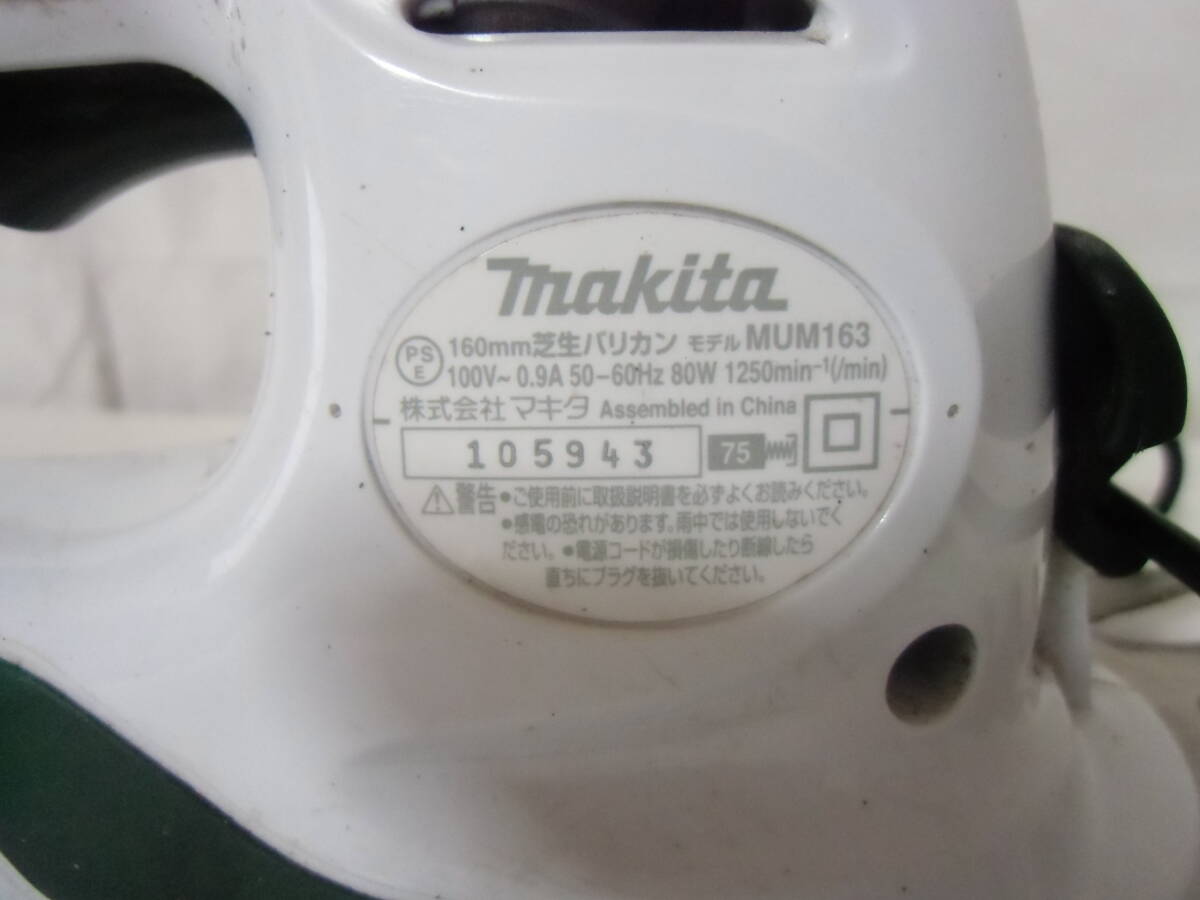 makita
PS E 160mm芝生バリカン モデル MUM163
100V~ 0.9A 50-60Hz 80W 1250min⁻¹(/min)
株式会社 マキタ Assembled in China
105943 75
⚠警告 •ご使用前に取扱説明書を必ずよくお読みください。
•感電の恐れがあります。雨中では使用しないでく
ださい。•電源コードが損傷したり断線したら
直ちにプラグを抜いてください。